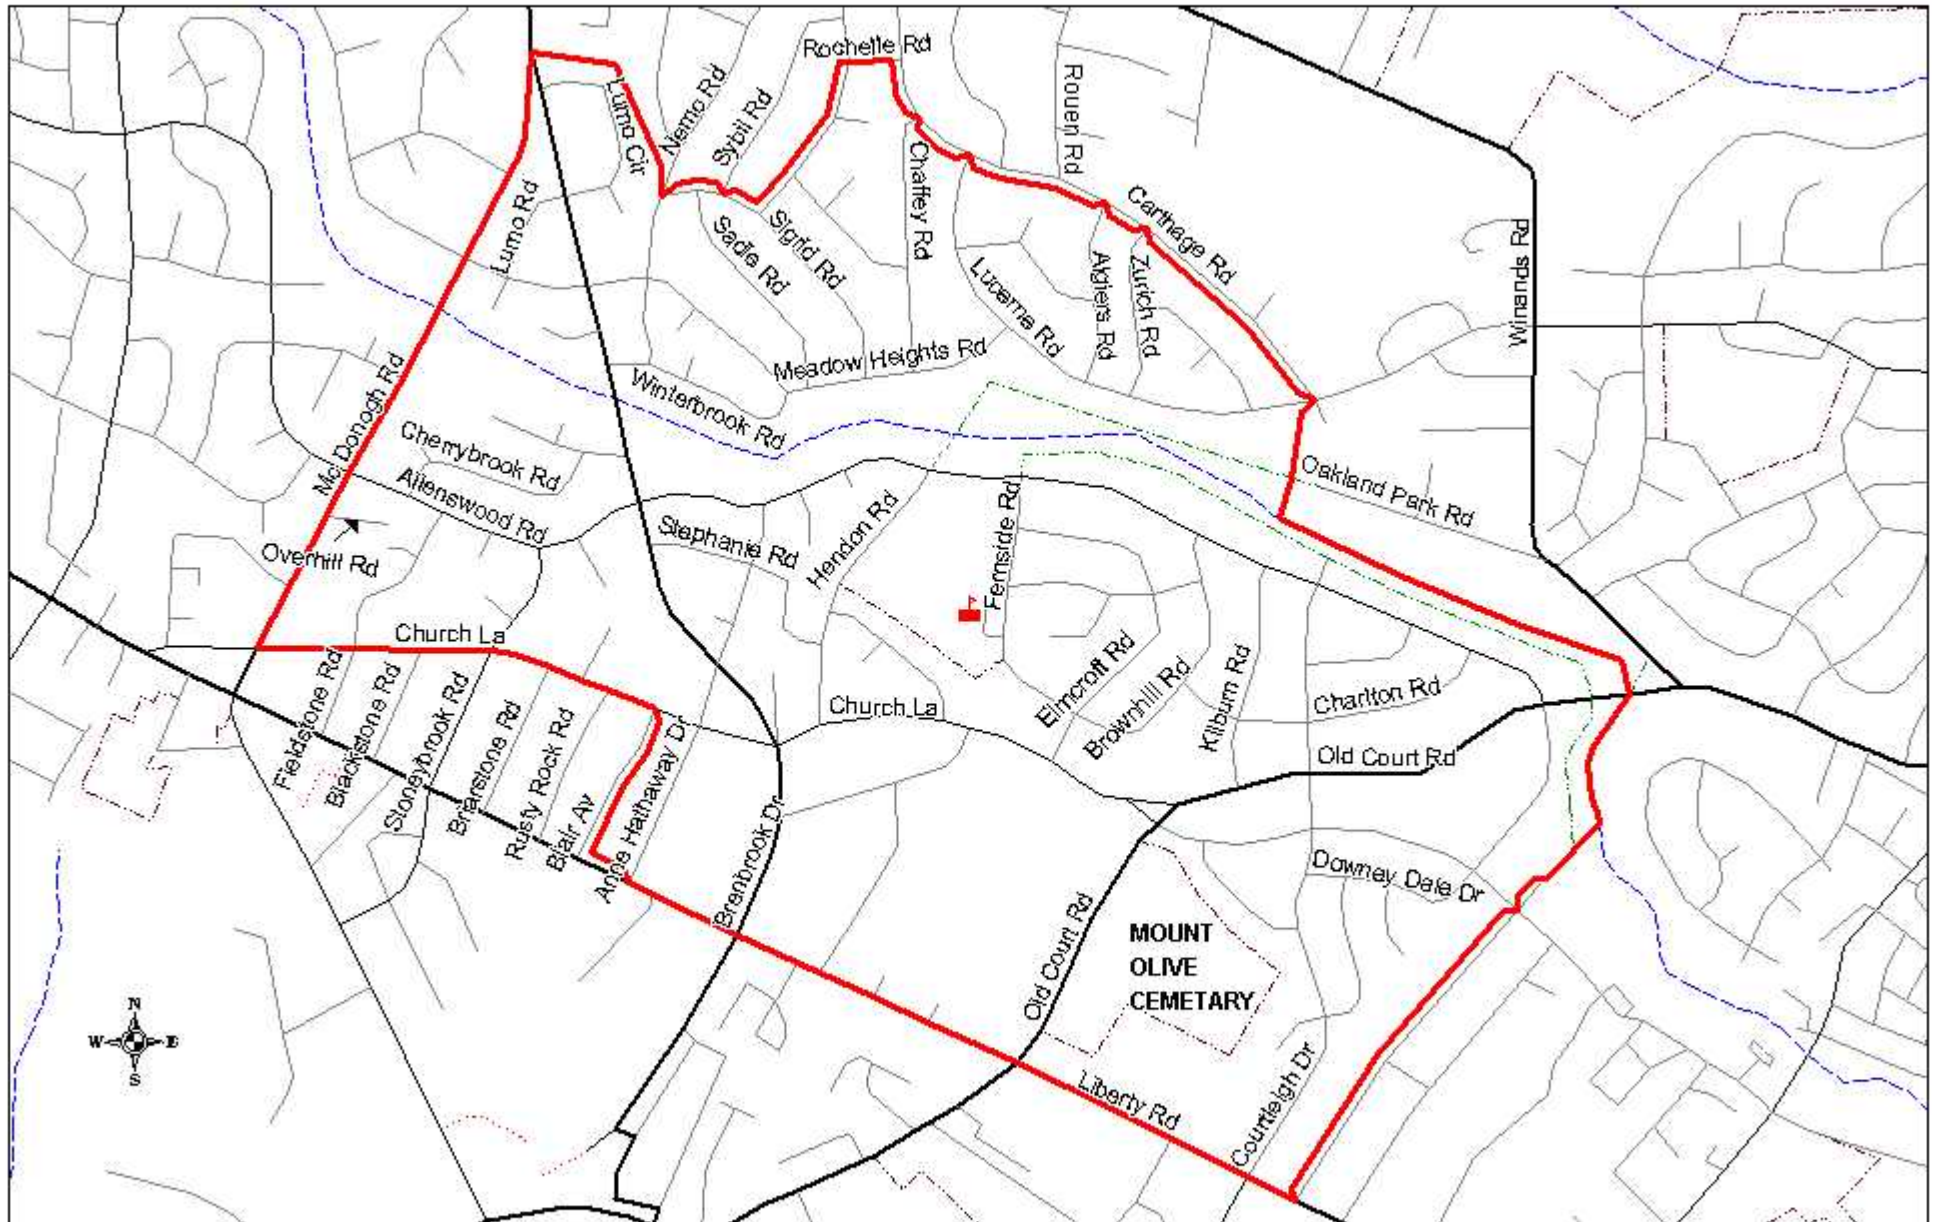 Rochelle Rd
Nemo Rd
Sybil Rd
Rouen Rd
Lumo Cir
Chaffey Rd
Carthage Rd
Lumo Rd
Sadie Rd
Sigrid Rd
Lucerne Rd
Algiers Rd
Zurich Rd
Winands Rd
Meadow Heights Rd
Winterbrook Rd
Mc Donogh Rd
Cherrybrook Rd
Allenswood Rd
Oakland Park Rd
Overhill Rd
Stephanie Rd
Hendon Rd
Fernside Rd
Church La
Fieldstone Rd
Blackstone Rd
Stoneybrook Rd
Briarstone Rd
Rusty Rock Rd
Blair Av
Anne Hathaway Dr
Church La
Elmcroft Rd
Brownhill Rd
Kilburn Rd
Charlton Rd
Old Court Rd
Brenbrook Dr
Downey Dale Dr
Old Court Rd
MOUNT
OLIVE
CEMETARY
Liberty Rd
Courtleigh Dr
N
W E
S